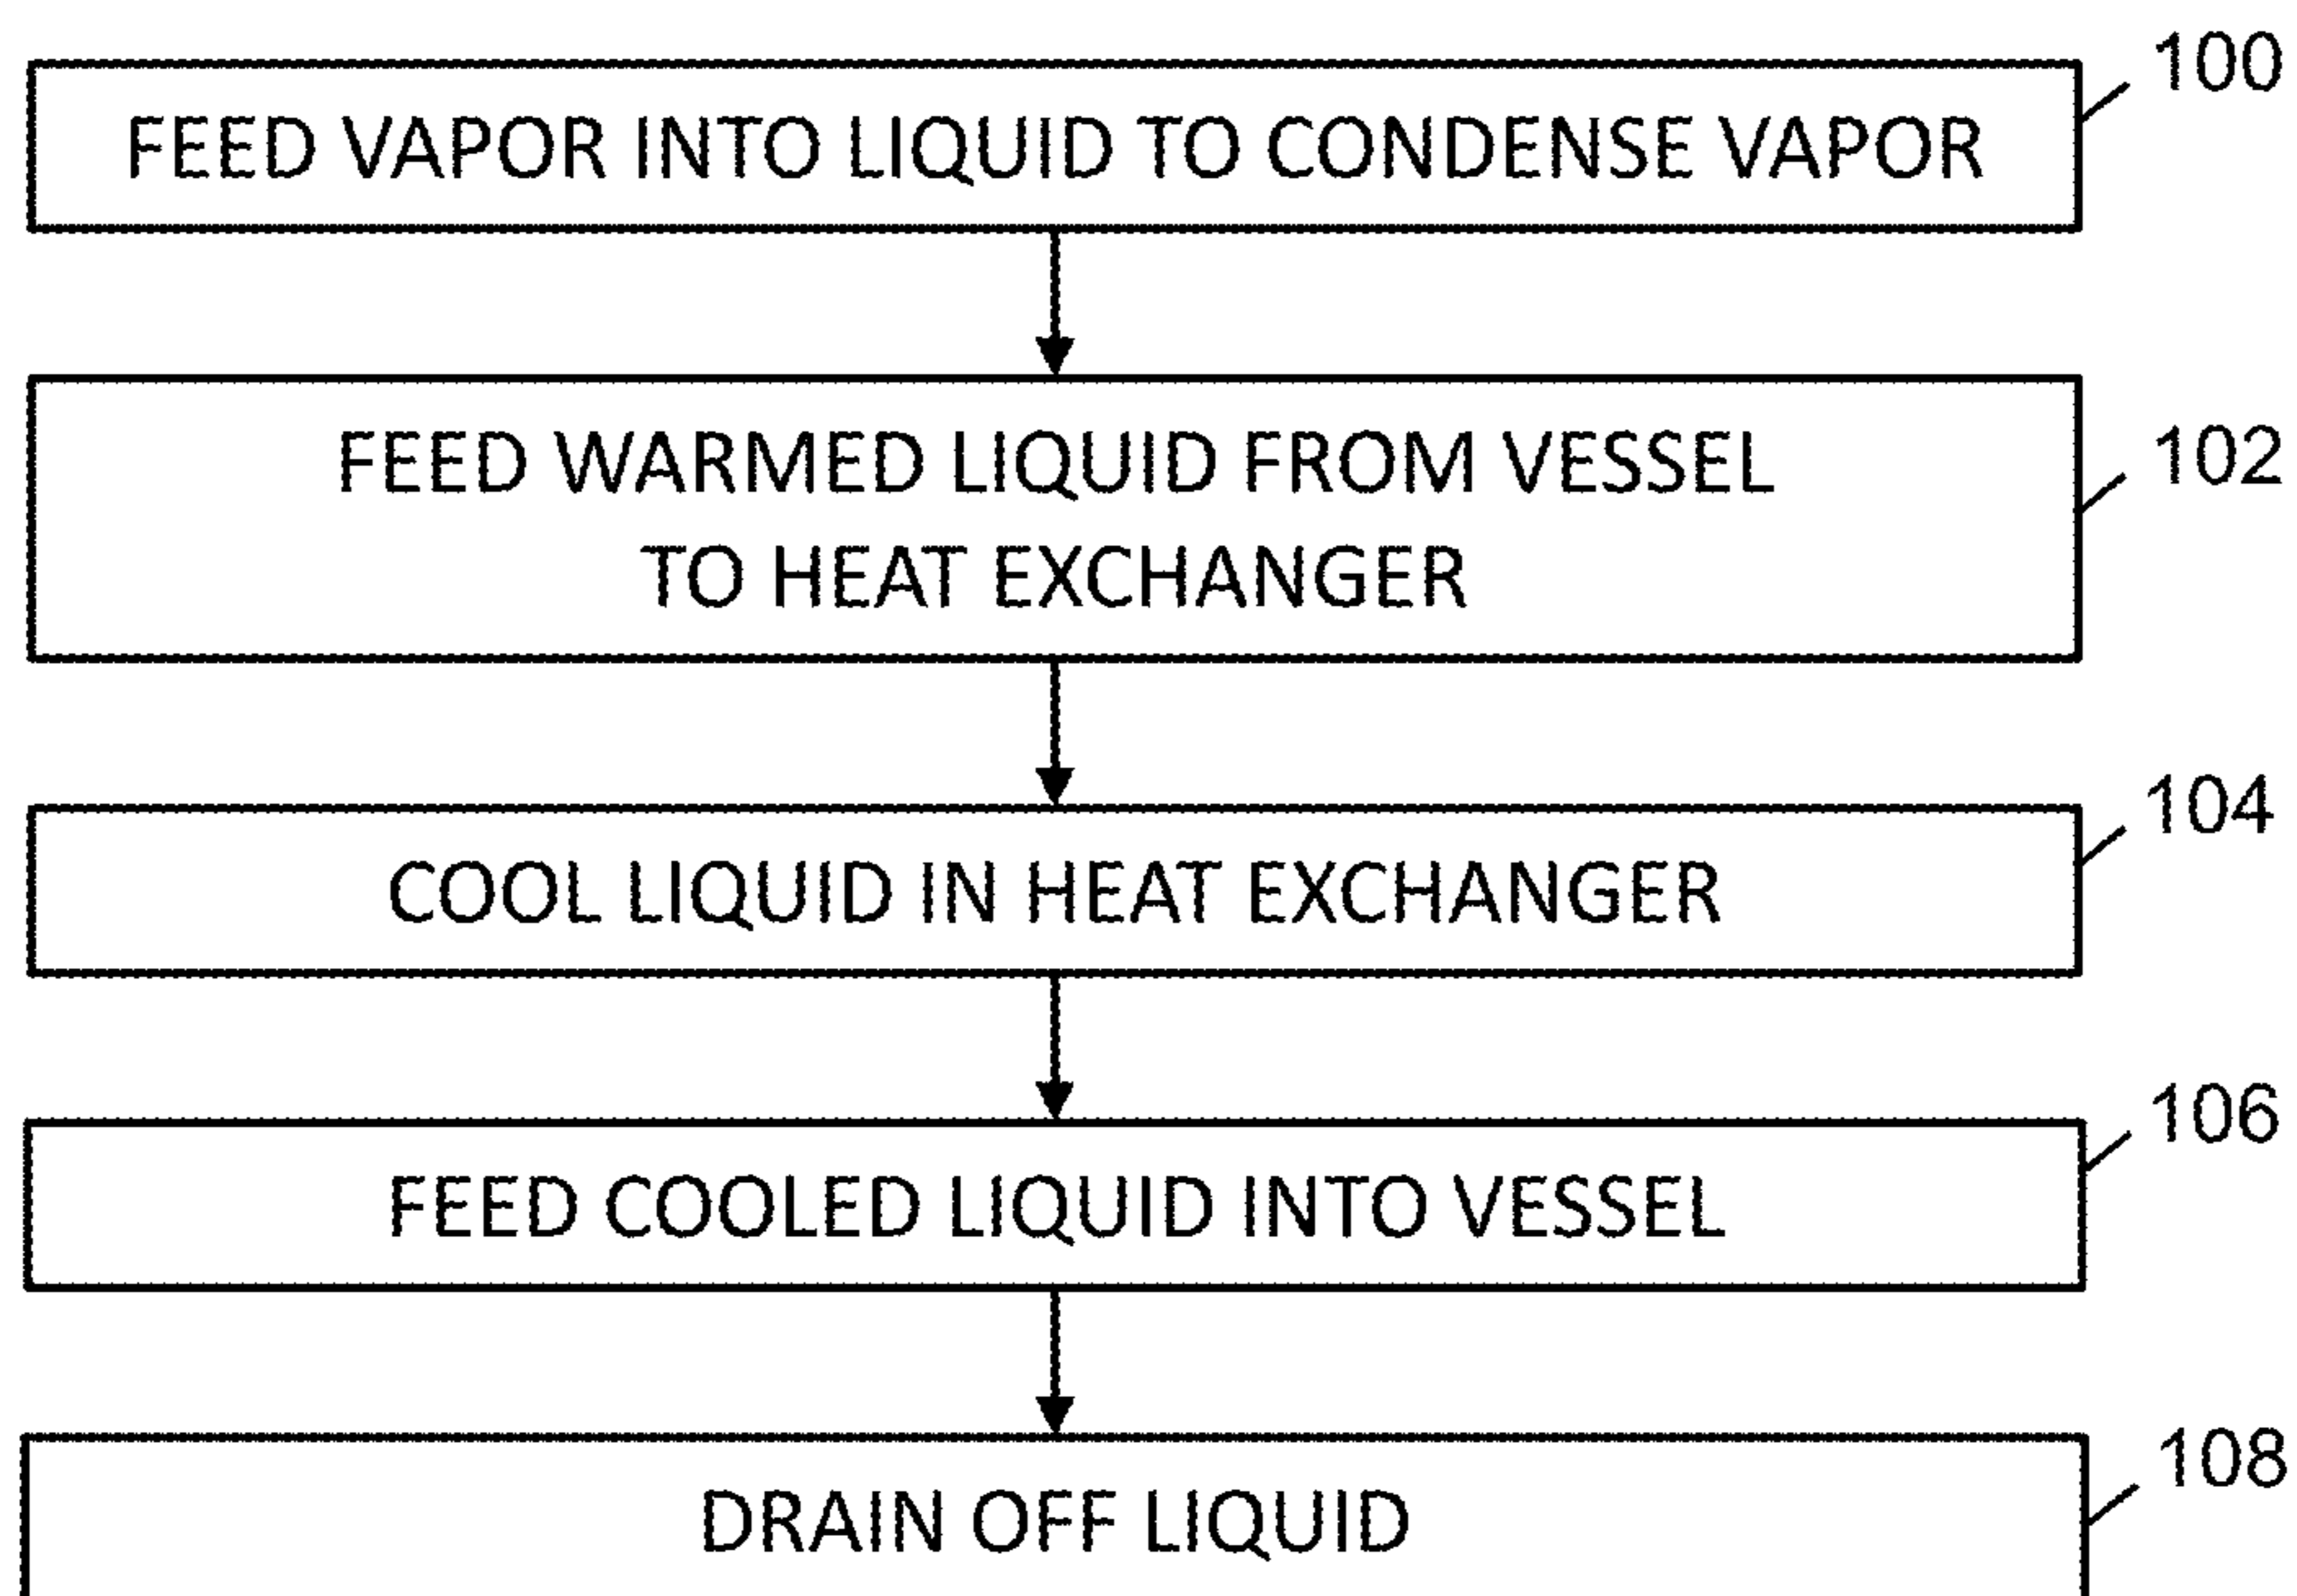 100
FEED VAPOR INTO LIQUID TO CONDENSE VAPOR
102
FEED WARMED LIQUID FROM VESSEL
TO HEAT EXCHANGER
104
COOL LIQUID IN HEAT EXCHANGER
106
FEED COOLED LIQUID INTO VESSEL
108
DRAIN OFF LIQUID